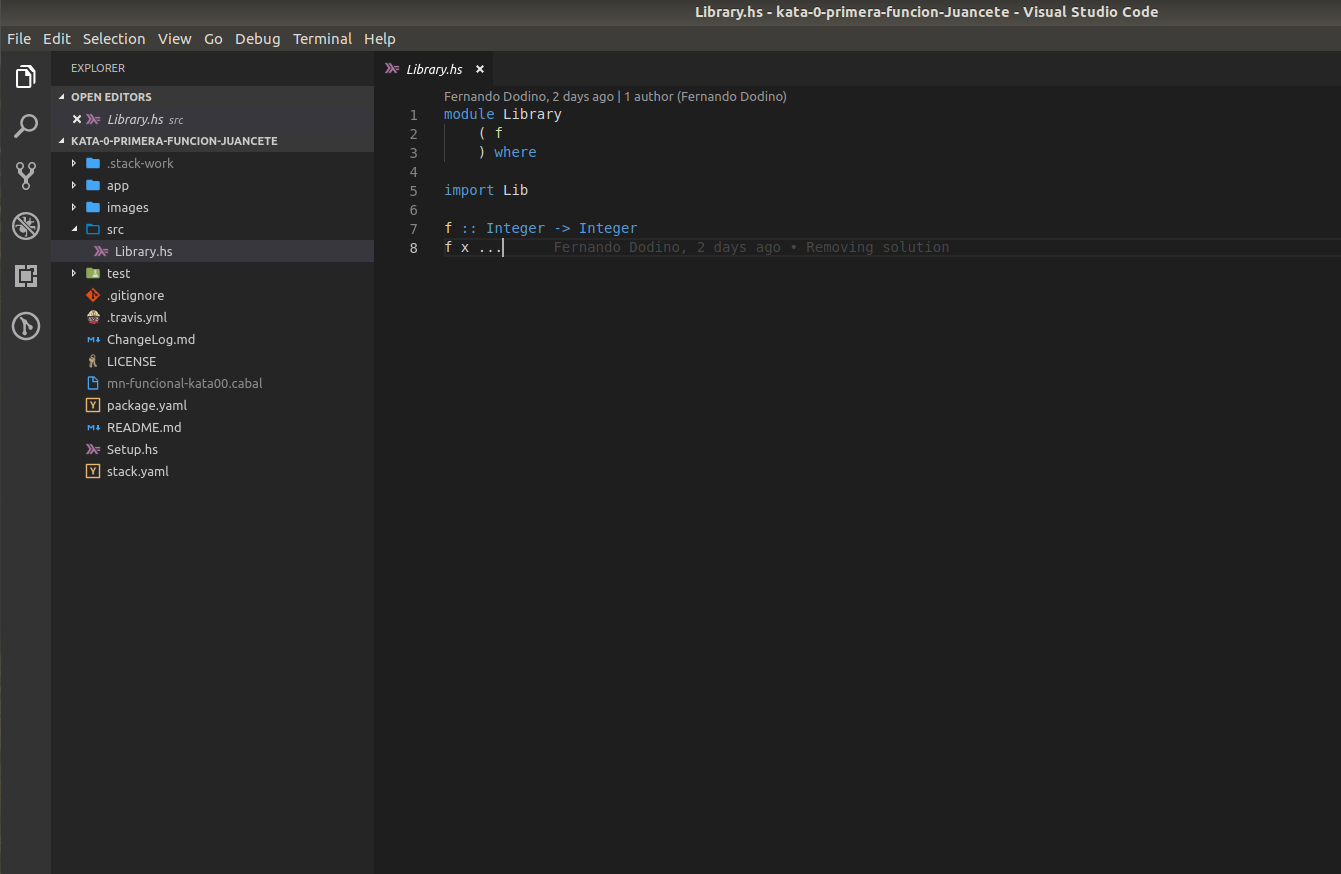 Library.hs - kata-0-primera-funcion-Juancete - Visual Studio Code
File Edit Selection View Go Debug Terminal Help
EXPLORER
OPEN EDITORS
Library.hs src
KATA-0-PRIMERA-FUNCION-JUANCETE
.stack-work
app
images
src
Library.hs
test
.gitignore
.travis.yml
ChangeLog.md
LICENSE
mn-funcional-kata00.cabal
package.yaml
README.md
Setup.hs
stack.yaml
Library.hs
Fernando Dodino, 2 days ago | 1 author (Fernando Dodino)
1 module Library
2 ( f
3 ) where
4
5 import Lib
6
7 f :: Integer -> Integer
8 f x ... Fernando Dodino, 2 days ago • Removing solution